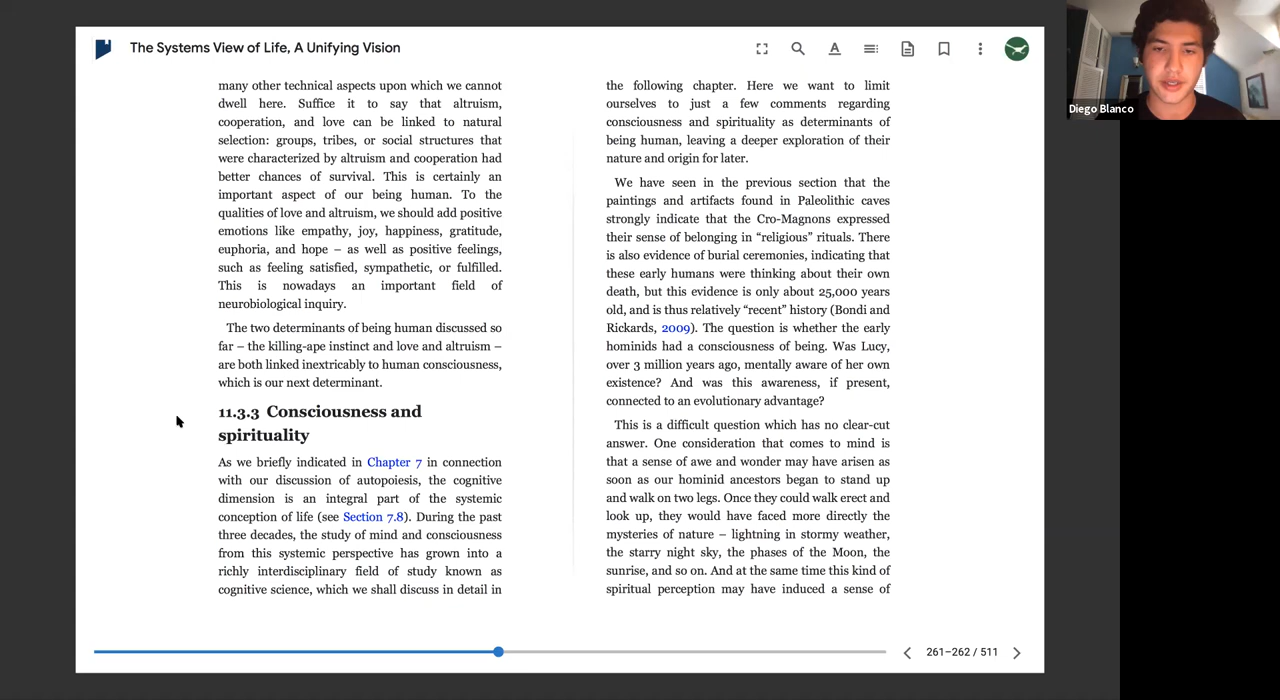 The Systems View of Life, A Unifying Vision
many other technical aspects upon which we cannot
dwell here. Suffice it to say that altruism,
cooperation, and love can be linked to natural
selection: groups, tribes, or social structures that
were characterized by altruism and cooperation had
better chances of survival. This is certainly an
important aspect of our being human. To the
qualities of love and altruism, we should add positive
emotions like empathy, joy, happiness, gratitude,
euphoria, and hope – as well as positive feelings,
such as feeling satisfied, sympathetic, or fulfilled.
This is nowadays an important field of
neurobiological inquiry.
The two determinants of being human discussed so
far – the killing-ape instinct and love and altruism –
are both linked inextricably to human consciousness,
which is our next determinant.
11.3.3 Consciousness and
spirituality
As we briefly indicated in Chapter 7 in connection
with our discussion of autopoiesis, the cognitive
dimension is an integral part of the systemic
conception of life (see Section 7.8). During the past
three decades, the study of mind and consciousness
from this systemic perspective has grown into a
richly interdisciplinary field of study known as
cognitive science, which we shall discuss in detail in
the following chapter. Here we want to limit
ourselves to just a few comments regarding
consciousness and spirituality as determinants of
being human, leaving a deeper exploration of their
nature and origin for later.
We have seen in the previous section that the
paintings and artifacts found in Paleolithic caves
strongly indicate that the Cro-Magnons expressed
their sense of belonging in “religious” rituals. There
is also evidence of burial ceremonies, indicating that
these early humans were thinking about their own
death, but this evidence is only about 25,000 years
old, and is thus relatively “recent” history (Bondi and
Rickards, 2009). The question is whether the early
hominids had a consciousness of being. Was Lucy,
over 3 million years ago, mentally aware of her own
existence? And was this awareness, if present,
connected to an evolutionary advantage?
This is a difficult question which has no clear-cut
answer. One consideration that comes to mind is
that a sense of awe and wonder may have arisen as
soon as our hominid ancestors began to stand up
and walk on two legs. Once they could walk erect and
look up, they would have faced more directly the
mysteries of nature – lightning in stormy weather,
the starry night sky, the phases of the Moon, the
sunrise, and so on. And at the same time this kind of
spiritual perception may have induced a sense of
261–262 / 511
Diego Blanco